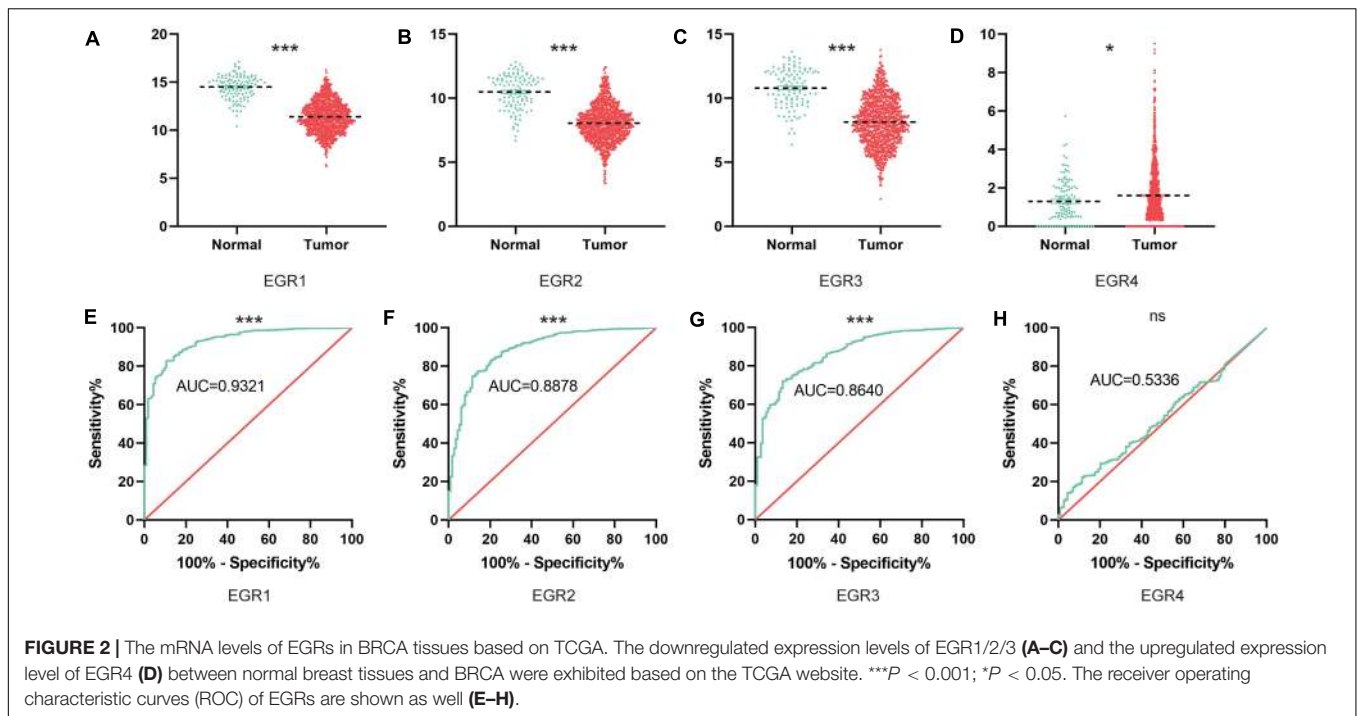 A
***
20
15
10
5
0
Normal Tumor
EGR1
B
***
15
10
5
0
Normal Tumor
EGR2
C
***
15
10
5
0
Normal Tumor
EGR3
D
*
10
8
6
4
2
0
Normal Tumor
EGR4
E
***
Sensitivity%
100
80
60
40
20
0
AUC=0.9321
0 20 40 60 80 100
100% - Specificity%
EGR1
F
***
Sensitivity%
100
80
60
40
20
0
AUC=0.8878
0 20 40 60 80 100
100% - Specificity%
EGR2
G
***
Sensitivity%
100
80
60
40
20
0
AUC=0.8640
0 20 40 60 80 100
100% - Specificity%
EGR3
H
ns
Sensitivity%
100
80
60
40
20
0
AUC=0.5336
0 20 40 60 80 100
100% - Specificity%
EGR4
FIGURE 2 | The mRNA levels of EGRs in BRCA tissues based on TCGA. The downregulated expression levels of EGR1/2/3 (A–C) and the upregulated expression
level of EGR4 (D) between normal breast tissues and BRCA were exhibited based on the TCGA website. ***P < 0.001; *P < 0.05. The receiver operating
characteristic curves (ROC) of EGRs are shown as well (E–H).